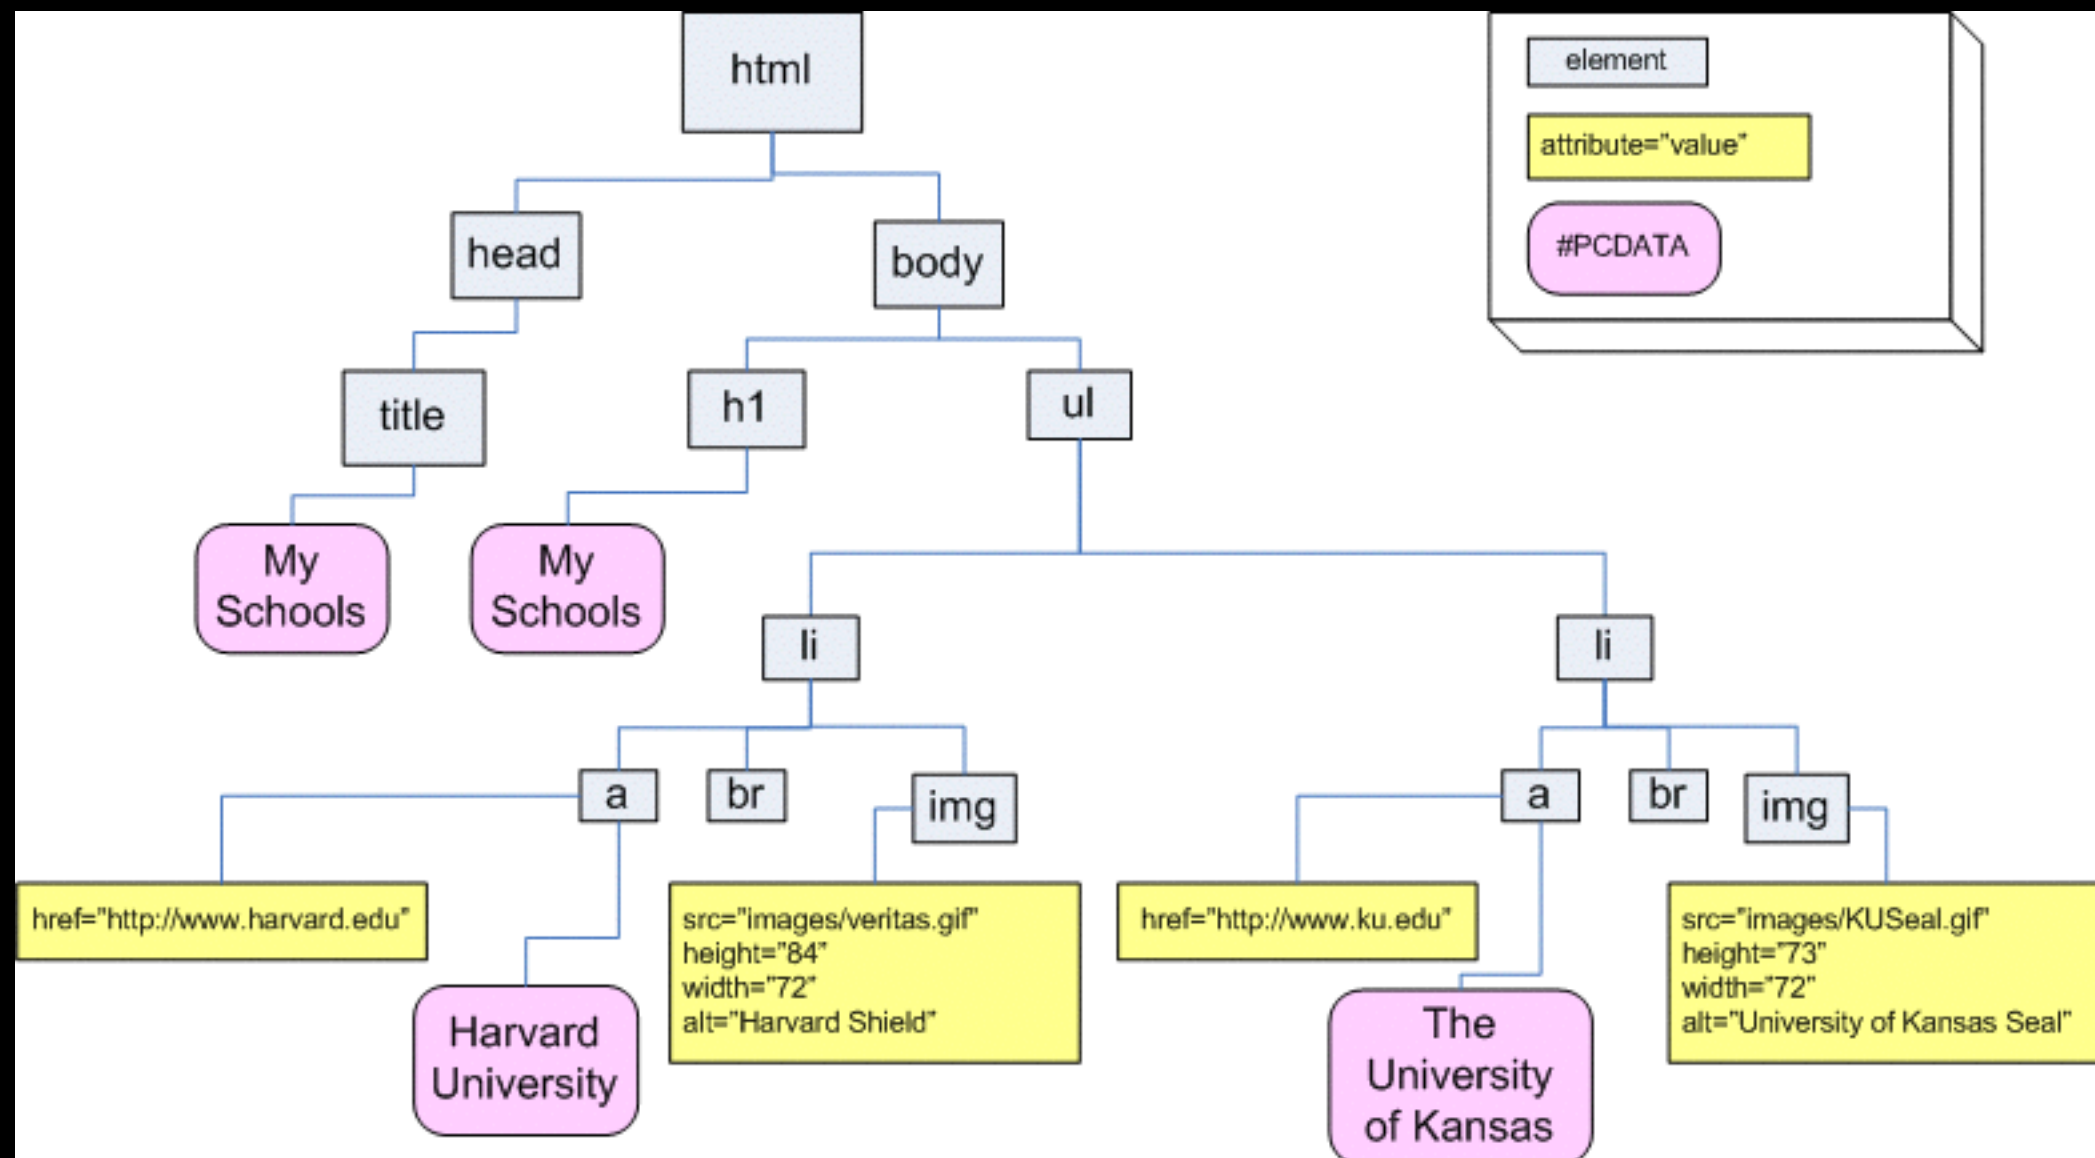 html
element
attribute="value"
#PCDATA
head
body
title
h1
ul
My
Schools
My
Schools
li
li
a
br
img
a
br
img
href="http://www.harvard.edu"
src="images/veritas.gif"
height="84"
width="72"
alt="Harvard Shield"
href="http://www.ku.edu"
src="images/KUSeal.gif"
height="73"
width="72"
alt="University of Kansas Seal"
Harvard
University
The
University
of Kansas